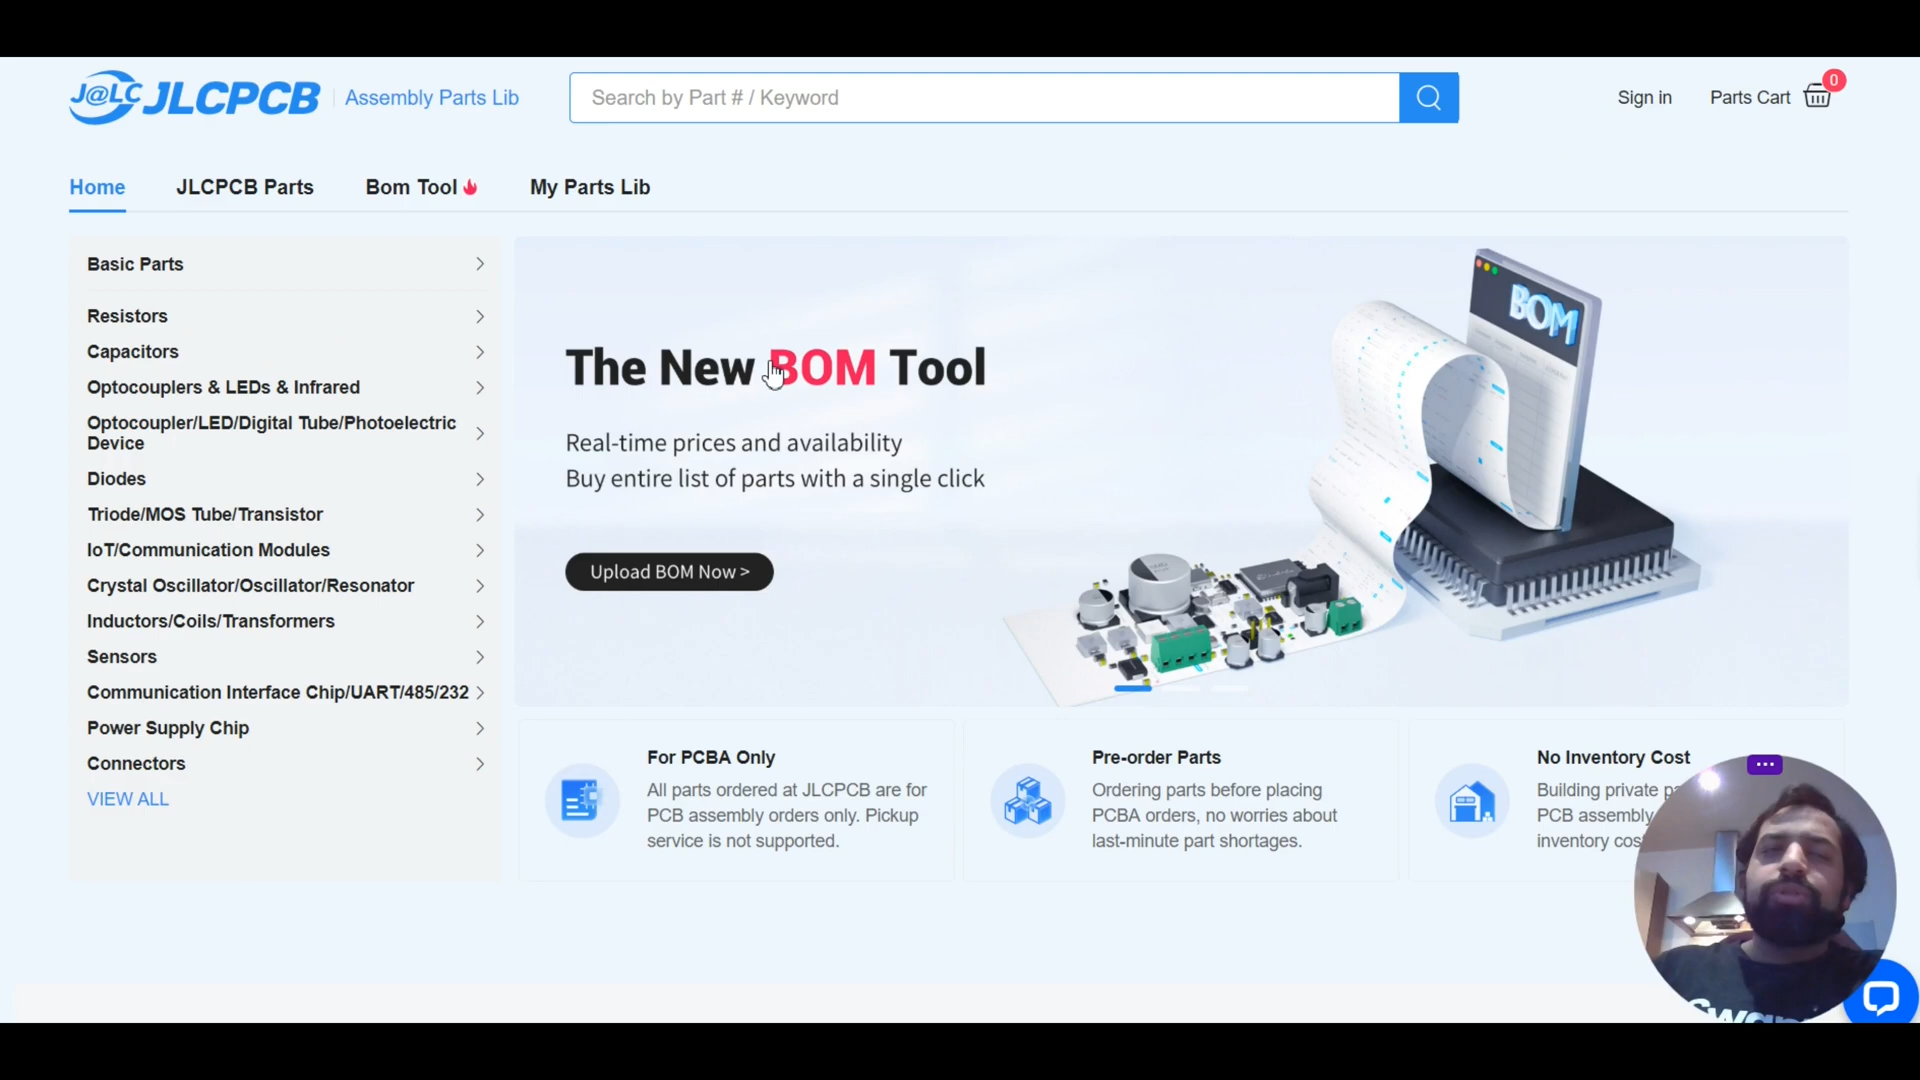 J@LC JLCPCB
Assembly Parts Lib
Search by Part # / Keyword
Sign in
Parts Cart
0
Home
JLCPCB Parts
Bom Tool
My Parts Lib
Basic Parts
Resistors
Capacitors
Optocouplers & LEDs & Infrared
Optocoupler/LED/Digital Tube/Photoelectric
Device
Diodes
Triode/MOS Tube/Transistor
IoT/Communication Modules
Crystal Oscillator/Oscillator/Resonator
Inductors/Coils/Transformers
Sensors
Communication Interface Chip/UART/485/232
Power Supply Chip
Connectors
VIEW ALL
The New BOM Tool
Real-time prices and availability
Buy entire list of parts with a single click
Upload BOM Now >
BOM
For PCBA Only
All parts ordered at JLCPCB are for
PCB assembly orders only. Pickup
service is not supported.
Pre-order Parts
Ordering parts before placing
PCBA orders, no worries about
last-minute part shortages.
No Inventory Cost
Building private
PCB assembly
inventory